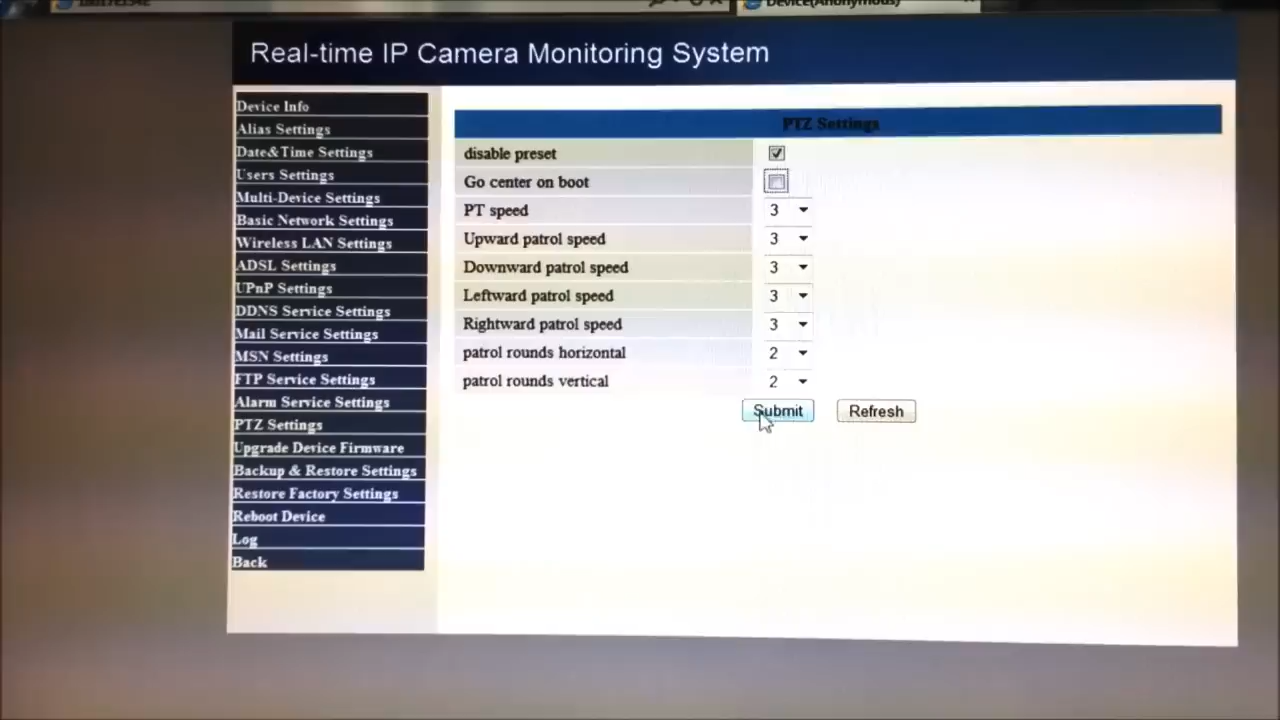 Device(Anonymous)
Real-time IP Camera Monitoring System
Device Info
Alias Settings
Date&Time Settings
Users Settings
Multi-Device Settings
Basic Network Settings
Wireless LAN Settings
ADSL Settings
UPnP Settings
DDNS Service Settings
Mail Service Settings
MSN Settings
FTP Service Settings
Alarm Service Settings
PTZ Settings
Upgrade Device Firmware
Backup & Restore Settings
Restore Factory Settings
Reboot Device
Log
Back
PTZ Settings
disable preset
Go center on boot
PT speed 3
Upward patrol speed 3
Downward patrol speed 3
Leftward patrol speed 3
Rightward patrol speed 3
patrol rounds horizontal 2
patrol rounds vertical 2
Submit Refresh